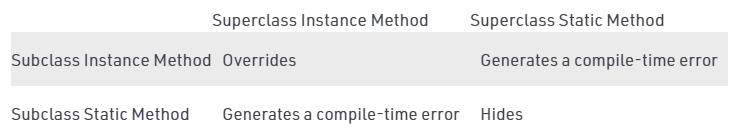 Superclass Instance Method Superclass Static Method
Subclass Instance Method Overrides Generates a compile-time error
Subclass Static Method Generates a compile-time error Hides